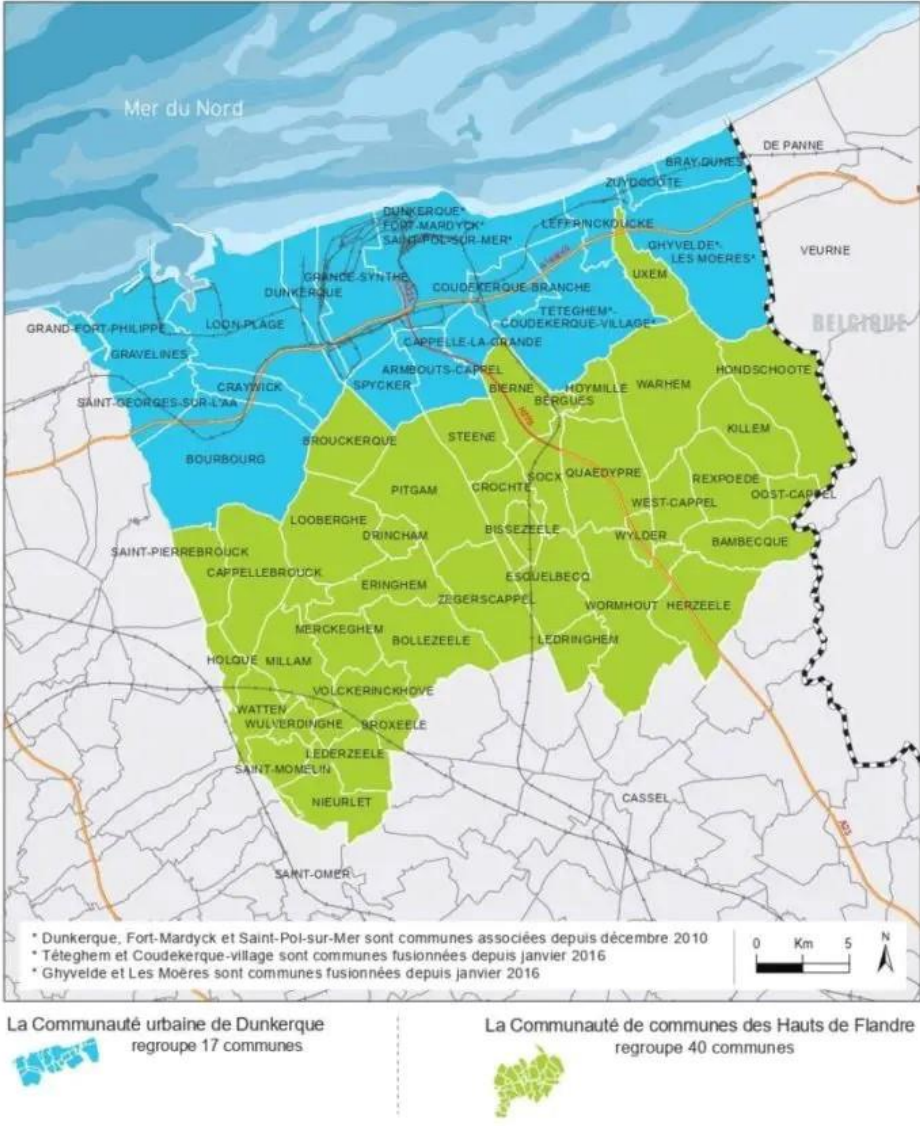 Mer du Nord
DE PANNE
BRAY-DUNES
ZUYDCOOTE
DUNKERQUE*
FORT-MARDYCK*
SAINT-POL-SUR-MER*
LEFFRINCKOUCKE
GHYVELDE*-
LES MOERES*
VEURNE
UXEM
GRANDE-SYNTHE
DUNKERQUE
COUDEKERQUE-BRANCHE
TETEGHEM*-
COUDEKERQUE-VILLAGE*
BELGIQUE
GRAND-FORT-PHILIPPE
LOON-PLAGE
GRAVELINES
CAPPELLE-LA-GRANDE
ARMBOUTS-CAPPEL
HONDSCHOOTE
CRAYWICK
SPYCKER
BIERNE
HOYMILLE
WARHEM
SAINT-GEORGES-SUR-L'AA
BERGUES
BROUCKERQUE
STEENE
KILLEM
BOURBOURG
PITGAM
CROCHTE
SOCX
QUAEDYPRE
REXPOEDE
OOST-CAPPEL
WEST-CAPPEL
LOOBERGHE
DRINCHAM
BISSEZEELE
WYLDER
BAMBECQUE
SAINT-PIERREBROUCK
CAPPELLEBROUCK
ERINGHEM
ESQUELBECQ
ZEGERSCAPPEL
WORMHOUT
HERZEELE
MERCKEGHEM
BOLLEZEELE
LEDRINGHEM
HOLQUE
MILLAM
VOLCKERINCKHOVE
WATTEN
WULVERDINGHE
BROXEELE
LEDERZEELE
SAINT-MOMELIN
NIEURLET
CASSEL
A25
SAINT-OMER
* Dunkerque, Fort-Mardyck et Saint-Pol-sur-Mer sont communes associées depuis décembre 2010
* Téteghem et Coudekerque-village sont communes fusionnées depuis janvier 2016
* Ghyvelde et Les Moëres sont communes fusionnées depuis janvier 2016
0 Km 5
N
La Communauté urbaine de Dunkerque
regroupe 17 communes
La Communauté de communes des Hauts de Flandre
regroupe 40 communes